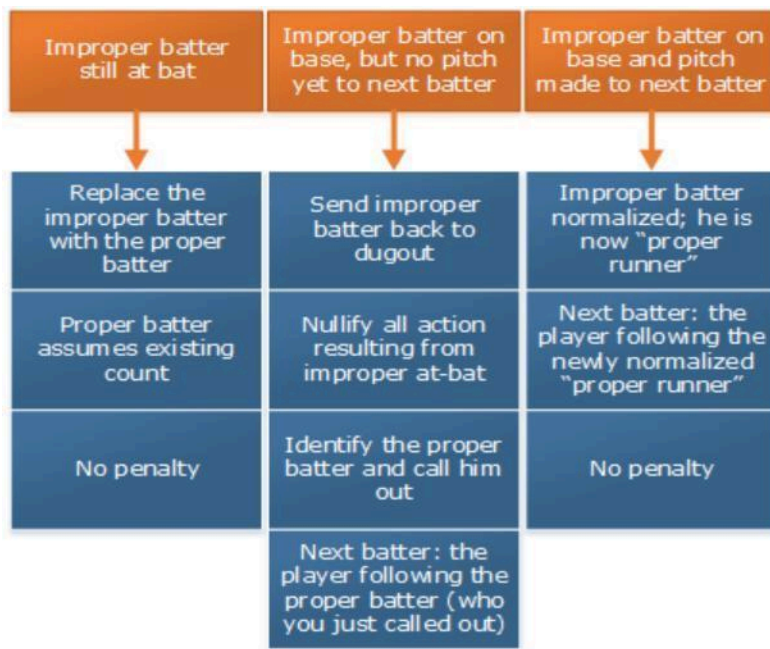 Improper batter
still at bat
Improper batter on
base, but no pitch
yet to next batter
Improper batter on
base and pitch
made to next batter
Replace the
improper batter
with the proper
batter
Proper batter
assumes existing
count
No penalty
Send improper
batter back to
dugout
Nullify all action
resulting from
improper at-bat
Identify the proper
batter and call him
out
Next batter: the
player following the
proper batter (who
you just called out)
Improper batter
normalized; he is
now “proper
runner”
Next batter: the
player following the
newly normalized
“proper runner”
No penalty